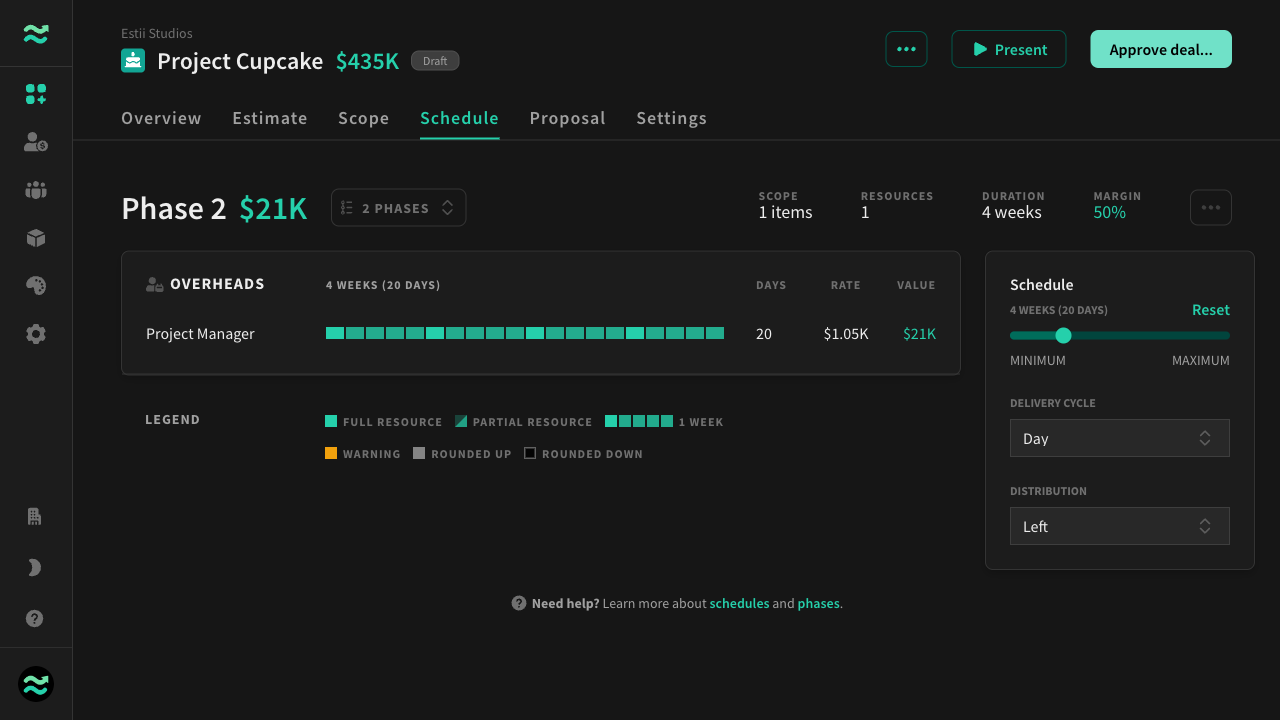 Estii Studios
Project Cupcake $435K Draft
Present
Approve deal...
Overview Estimate Scope Schedule Proposal Settings
Phase 2 $21K 2 PHASES
SCOPE RESOURCES DURATION MARGIN
1 items 1 4 weeks 50%
OVERHEADS 4 WEEKS (20 DAYS) DAYS RATE VALUE
Project Manager 20 $1.05K $21K
LEGEND FULL RESOURCE PARTIAL RESOURCE 1 WEEK
WARNING ROUNDED UP ROUNDED DOWN
Schedule
4 WEEKS (20 DAYS) Reset
MINIMUM MAXIMUM
DELIVERY CYCLE
Day
DISTRIBUTION
Left
Need help? Learn more about schedules and phases.